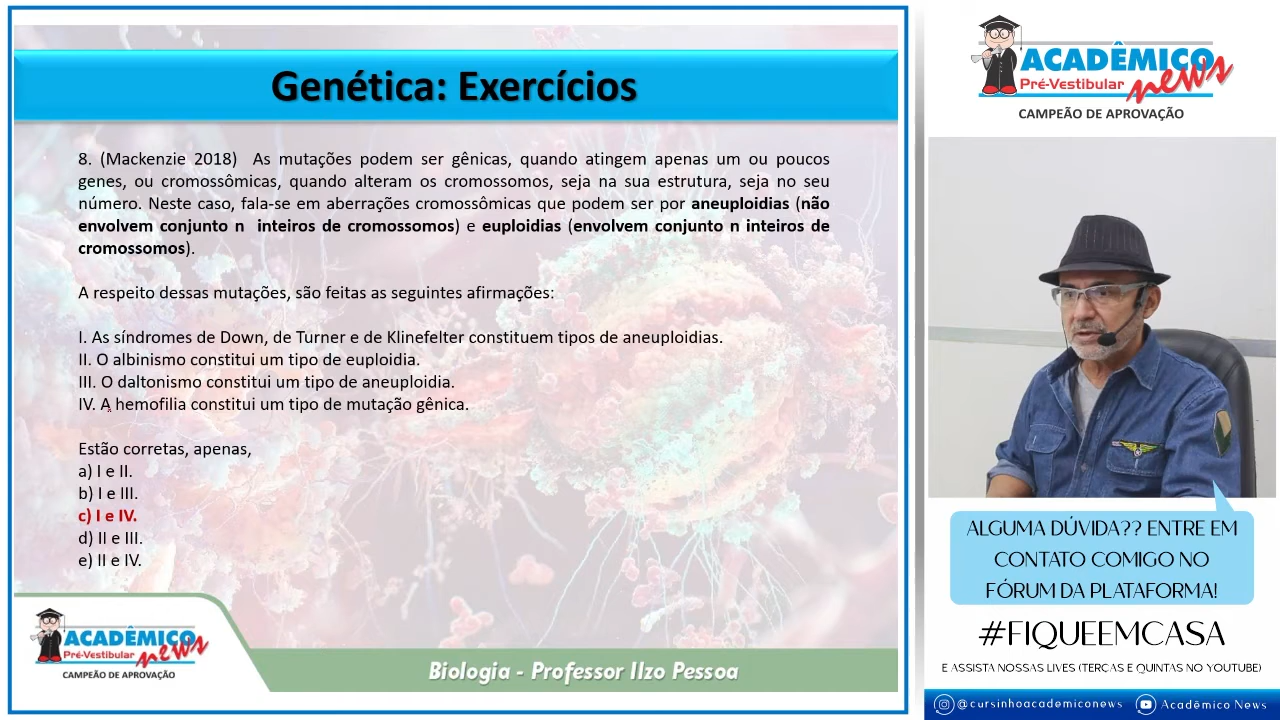 Genética: Exercícios
8. (Mackenzie 2018)  As mutações podem ser gênicas, quando atingem apenas um ou poucos
genes, ou cromossômicas, quando alteram os cromossomos, seja na sua estrutura, seja no seu
número. Neste caso, fala-se em aberrações cromossômicas que podem ser por aneuploidias (não
envolvem conjunto n  inteiros de cromossomos) e euploidias (envolvem conjunto n inteiros de
cromossomos).
A respeito dessas mutações, são feitas as seguintes afirmações:
I. As síndromes de Down, de Turner e de Klinefelter constituem tipos de aneuploidias.
II. O albinismo constitui um tipo de euploidia.
III. O daltonismo constitui um tipo de aneuploidia.
IV. A hemofilia constitui um tipo de mutação gênica.
Estão corretas, apenas,
a) I e II.
b) I e III.
c) I e IV.
d) II e III.
e) II e IV.
ACADÊMICO
Pré-Vestibular news
CAMPEÃO DE APROVAÇÃO
Biologia - Professor Ilzo Pessoa
ACADÊMICO
Pré-Vestibular news
CAMPEÃO DE APROVAÇÃO
ALGUMA DÚVIDA?? ENTRE EM
CONTATO COMIGO NO
FÓRUM DA PLATAFORMA!
#FIQUEEMCASA
E ASSISTA NOSSAS LIVES (TERÇAS E QUINTAS NO YOUTUBE)
@cursinhoacademiconews Acadêmico News